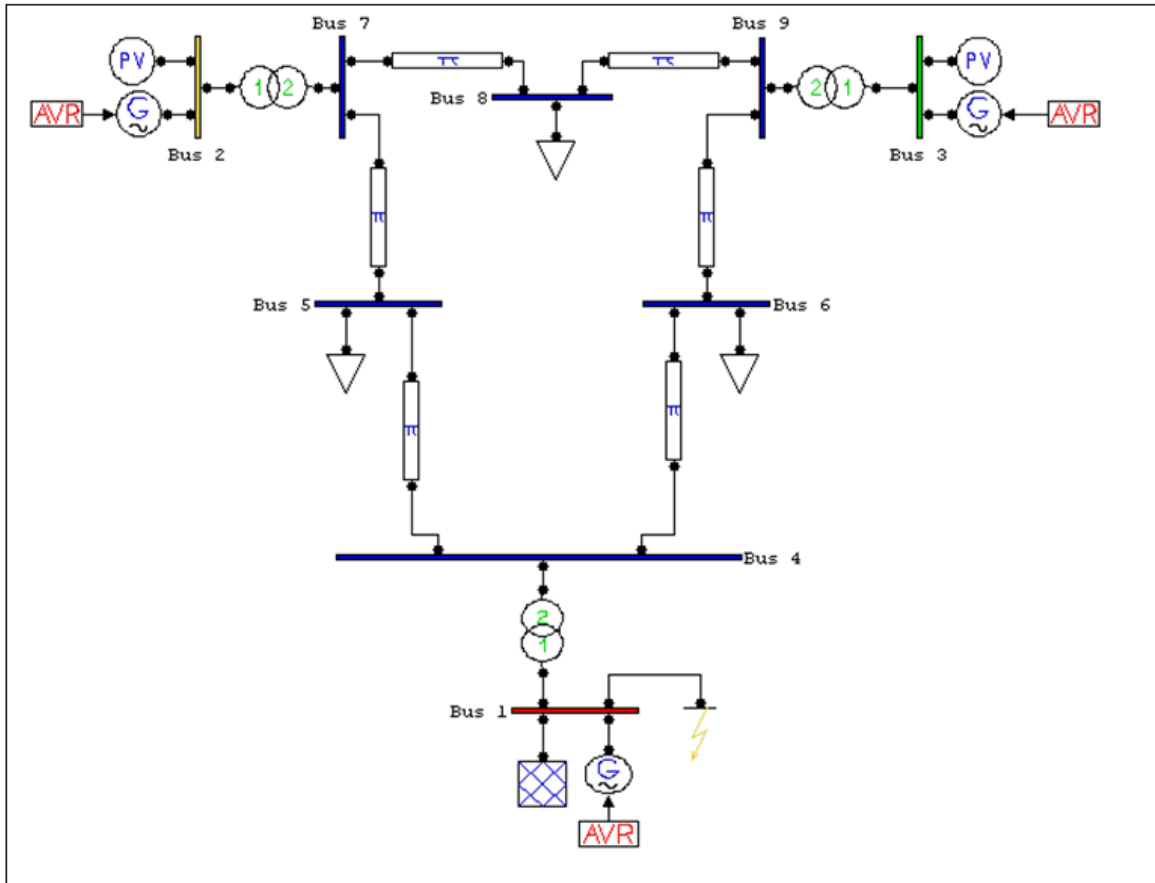 Bus 7
Bus 9
PV
1 2
π
π
2 1
PV
Bus 8
AVR
G
~
G
~
AVR
Bus 2
Bus 3
π
π
Bus 5
Bus 6
π
π
Bus 4
2
1
Bus 1
G
~
AVR